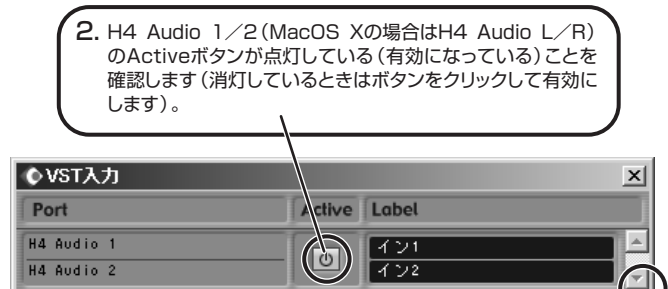 2. H4 Audio 1／2（MacOS Xの場合はH4 Audio L／R）
のActiveボタンが点灯している（有効になっている）ことを
確認します（消灯しているときはボタンをクリックして有効に
します）。
VST入力
Port Active Label
H4 Audio 1 イン1
H4 Audio 2 イン2